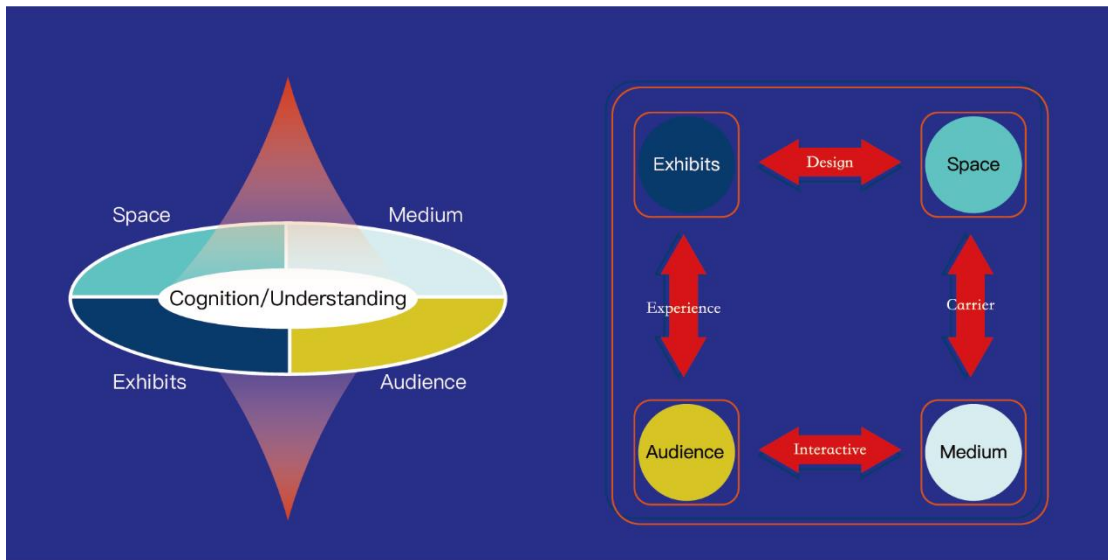 Space
Medium
Cognition/Understanding
Exhibits
Audience
Exhibits
Design
Space
Experience
Carrier
Audience
Interactive
Medium